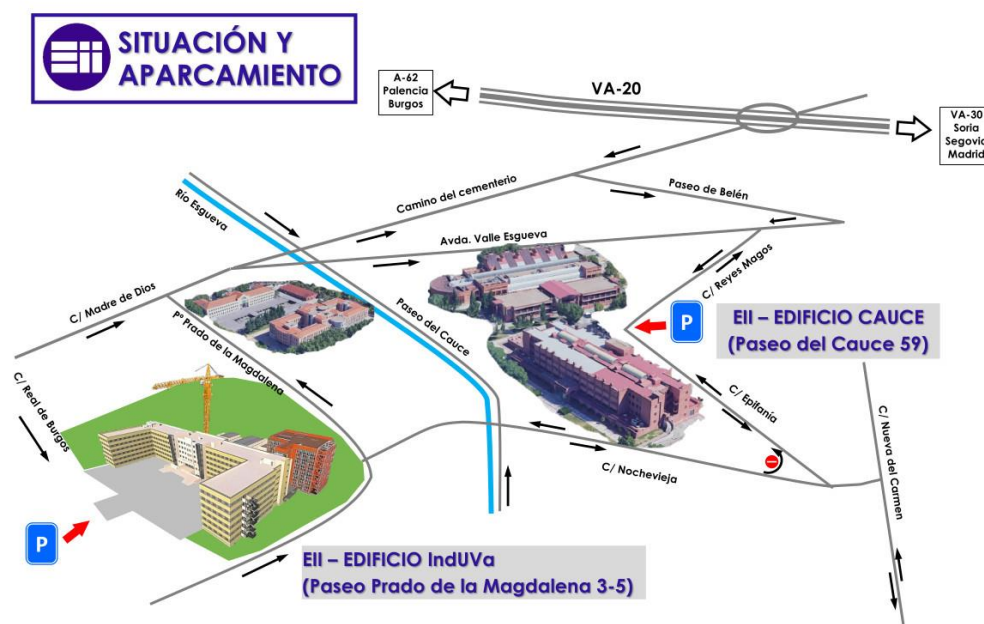 SITUACIÓN Y
APARCAMIENTO
A-62
Palencia
Burgos
VA-20
VA-30
Soria
Segovia
Madrid
Río Esgueva
Camino del cementerio
Paseo de Belén
Avda. Valle Esgueva
C/ Reyes Magos
C/ Madre de Dios
Pº Prado de la Magdalena
Paseo del Cauce
P
EII – EDIFICIO CAUCE
(Paseo del Cauce 59)
C/ Real de Burgos
C/ Epifanía
C/ Nueva del Carmen
C/ Nochevieja
P
EII – EDIFICIO IndUVa
(Paseo Prado de la Magdalena 3-5)